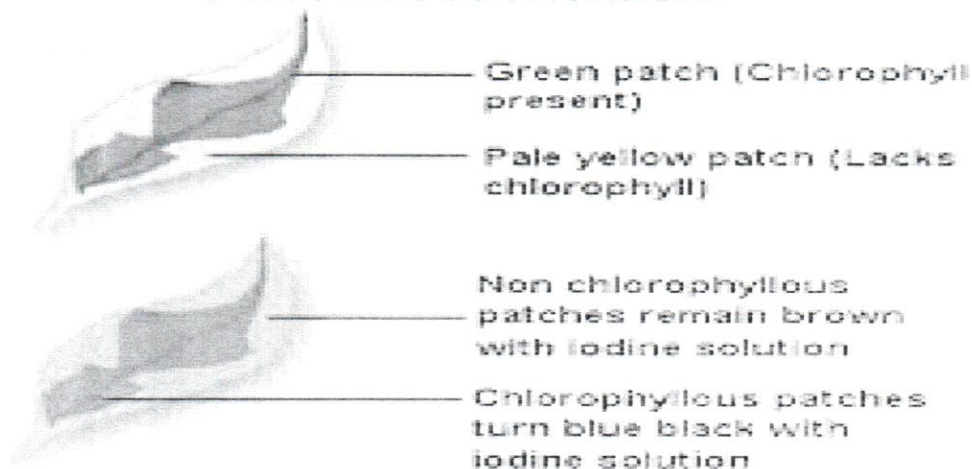 Green patch (Chlorophyll
present)
Pale yellow patch (Lacks
chlorophyll)
Non chlorophyllous
patches remain brown
with iodine solution
Chlorophyllous patches
turn blue black with
iodine solution